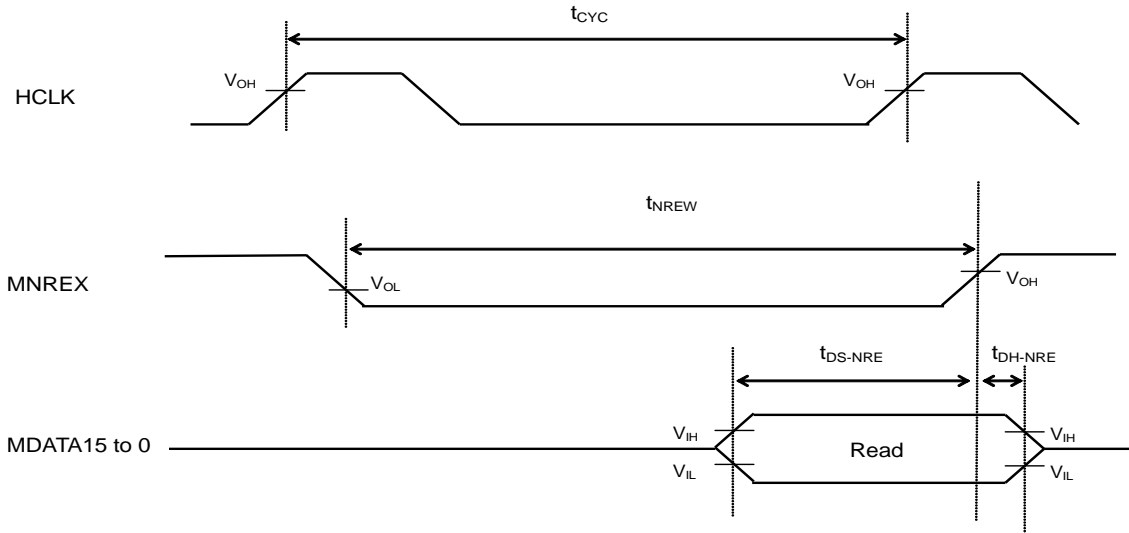 tCYC
VOH
VOH
HCLK
tNREW
MNREX
VOL
VOH
tDS-NRE
tDH-NRE
VIH
VIH
MDATA15 to 0
Read
VIL
VIL